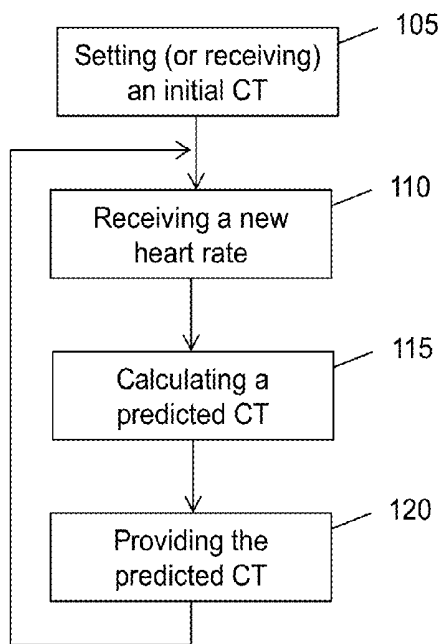 105
Setting (or receiving)
an initial CT
110
Receiving a new
heart rate
115
Calculating a
predicted CT
120
Providing the
predicted CT